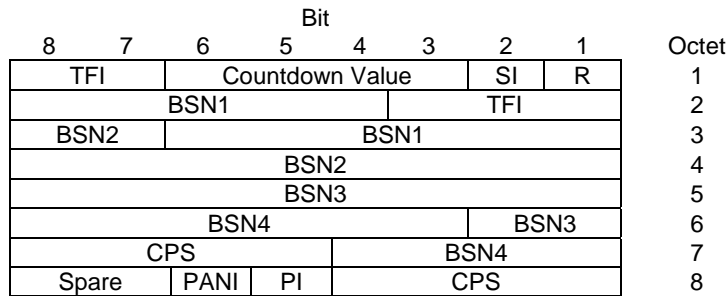 Bit
8 7 6 5 4 3 2 1 Octet
TFI Countdown Value SI R 1
BSN1 TFI 2
BSN2 BSN1 3
BSN2 4
BSN3 5
BSN4 BSN3 6
CPS BSN4 7
Spare PANI PI CPS 8